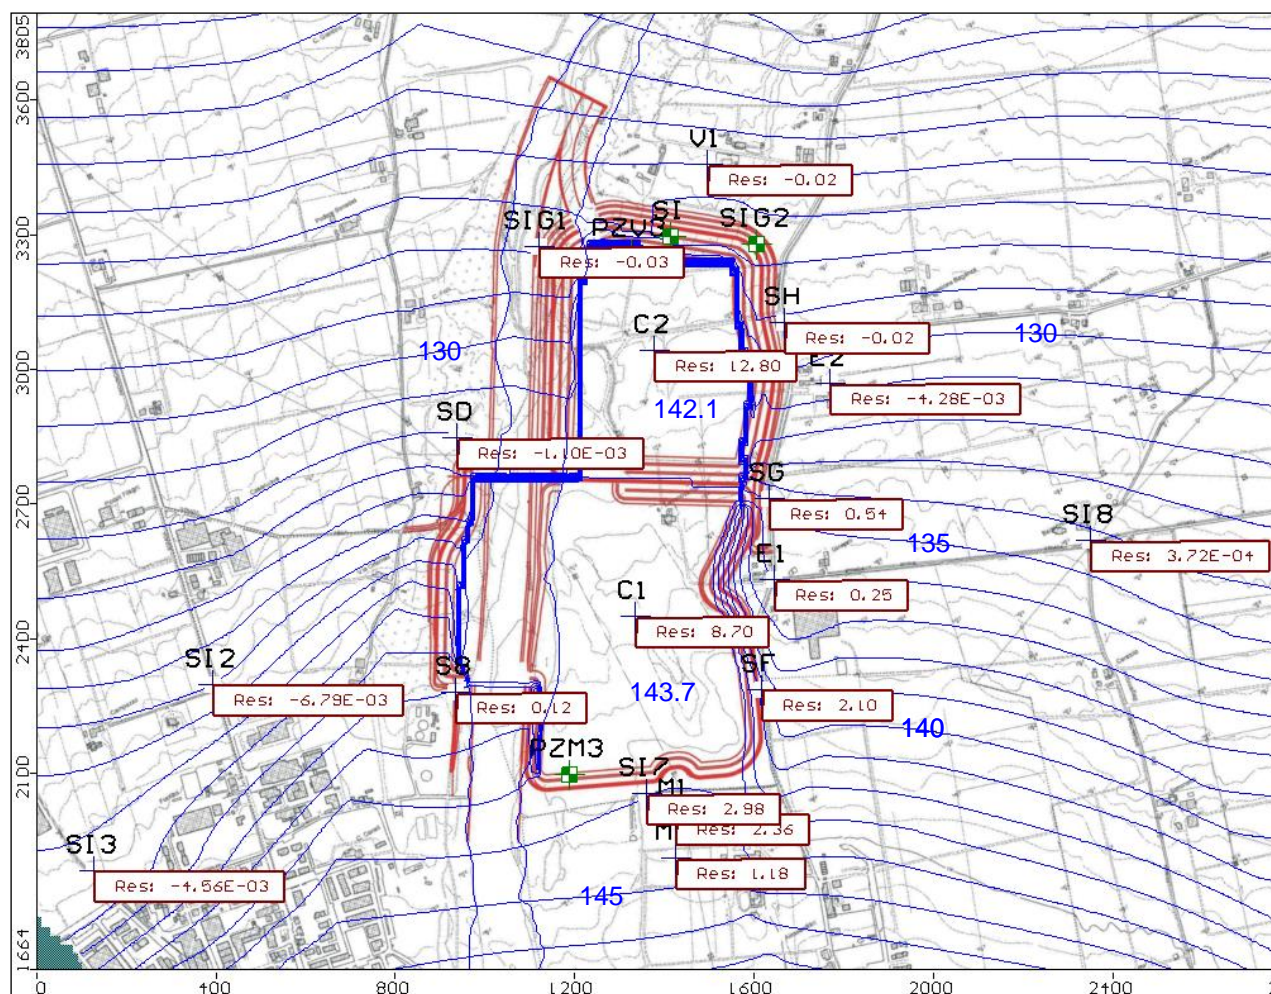 3805
3600
V1
Res: -0.02
3300
SIG1
PZV3
SI
SIG2
Res: -0.03
SH
C2
Res: -0.02
130
130
3000
Res: 12.80
E2
Res: -4.28E-03
142.1
SD
Res: -1.10E-03
SG
2700
Res: 0.54
SI8
135
Res: 3.72E-04
E1
C1
Res: 0.25
Res: 8.70
2400
SI2
S8
SF
Res: -6.79E-03
Res: 0.12
143.7
Res: 2.10
140
PZM3
2100
SI7
M1
Res: 2.98
Res: 2.36
SI3
Res: 1.18
Res: -4.56E-03
145
1664
0
400
800
1200
1600
2000
2400